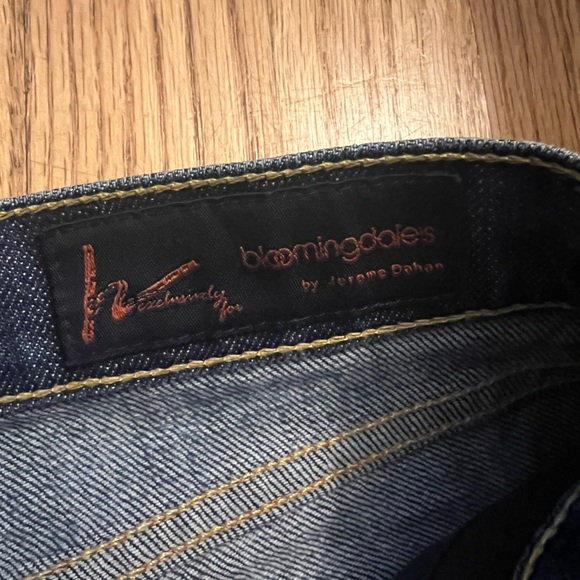 exclusively
for
bloomingdale's
by Jerome Dahan